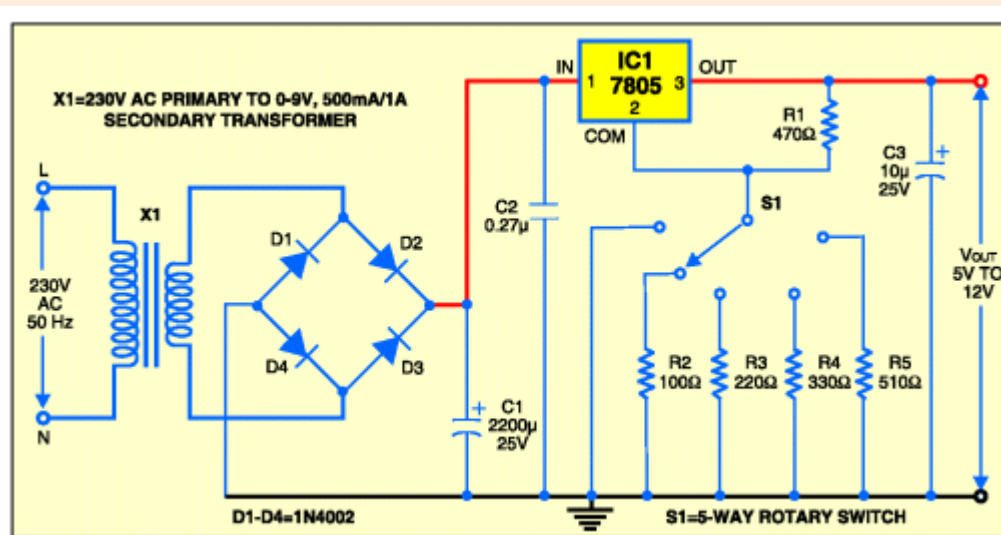 X1=230V AC PRIMARY TO 0-9V, 500mA/1A
SECONDARY TRANSFORMER
IN
IC1
7805
1
3
2
OUT
COM
R1
470Ω
C3
10µ
25V
+
L
X1
230V
AC
50 Hz
N
D1
D2
D4
D3
C2
0.27µ
S1
VOUT
5V TO
12V
C1
2200µ
25V
+
R2
100Ω
R3
220Ω
R4
330Ω
R5
510Ω
D1-D4=1N4002
S1=5-WAY ROTARY SWITCH